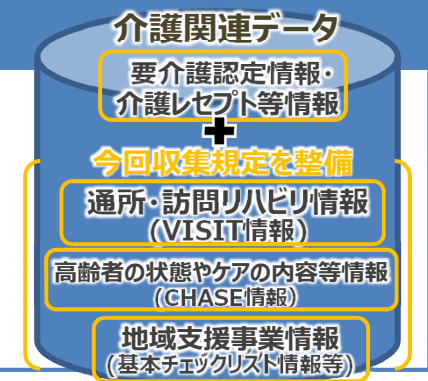 介護関連データ
要介護認定情報・
介護レセプト等情報
+
今回収集規定を整備
通所・訪問リハビリ情報
(VISIT情報)
高齢者の状態やケアの内容等情報
(CHASE情報)
地域支援事業情報
(基本チェックリスト情報等)